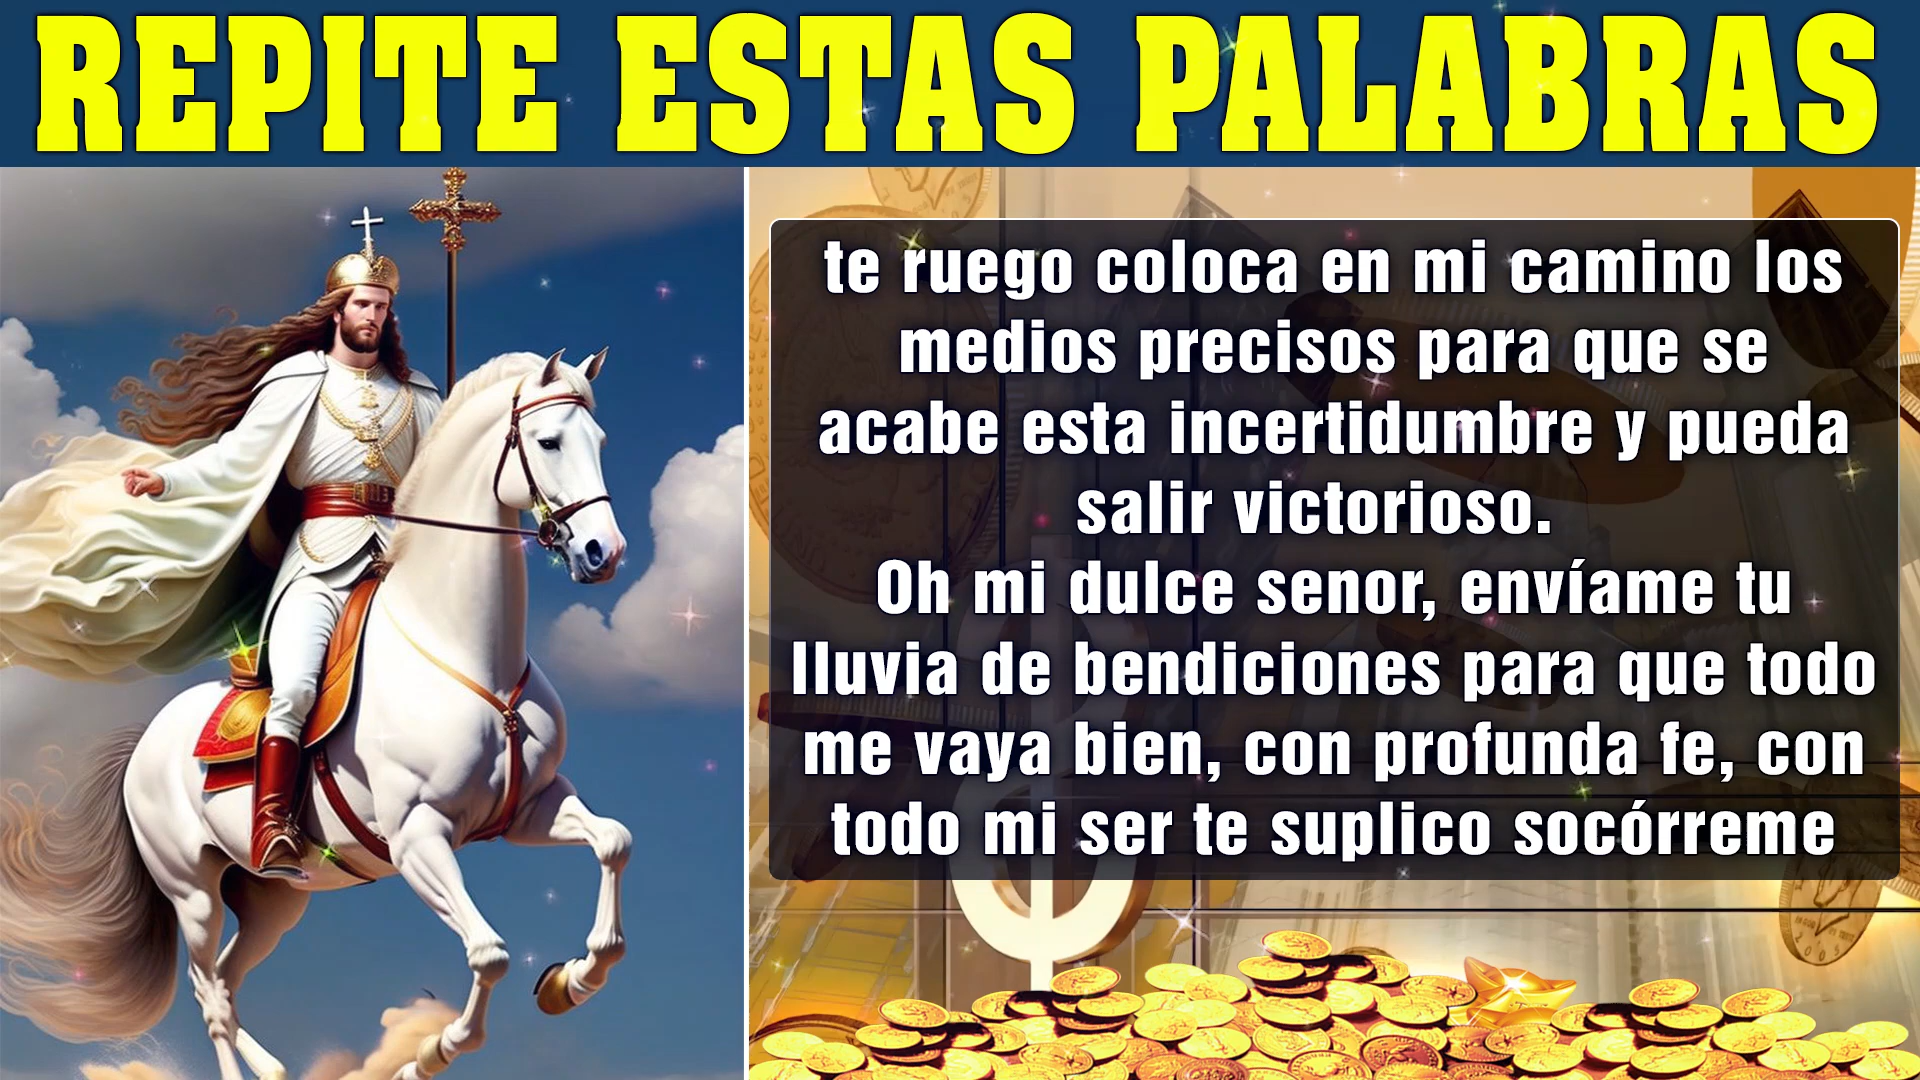 REPITE ESTAS PALABRAS
te ruego coloca en mi camino los
medios precisos para que se
acabe esta incertidumbre y pueda
salir victorioso.
Oh mi dulce senor, envíame tu
lluvia de bendiciones para que todo
me vaya bien, con profunda fe, con
todo mi ser te suplico socórreme